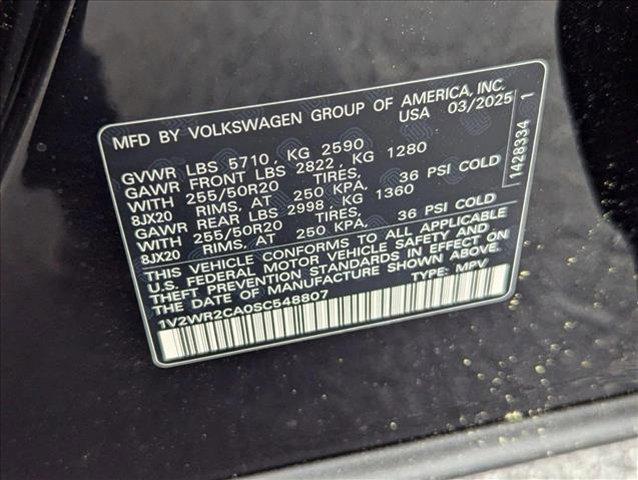 MFD BY VOLKSWAGEN GROUP OF AMERICA, INC.
USA 03/2025
GVWR LBS 5710, KG 2590
GAWR FRONT LBS 2822, KG 1280
WITH 255/50R20 TIRES,
8JX20 RIMS, AT 250 KPA, 36 PSI COLD
GAWR REAR LBS 2998, KG 1360
WITH 255/50R20 TIRES,
8JX20 RIMS, AT 250 KPA, 36 PSI COLD
THIS VEHICLE CONFORMS TO ALL APPLICABLE
U.S. FEDERAL MOTOR VEHICLE SAFETY AND
THEFT PREVENTION STANDARDS IN EFFECT ON
THE DATE OF MANUFACTURE SHOWN ABOVE.
1V2WR2CA0SC548807 TYPE: MPV
1428334 1